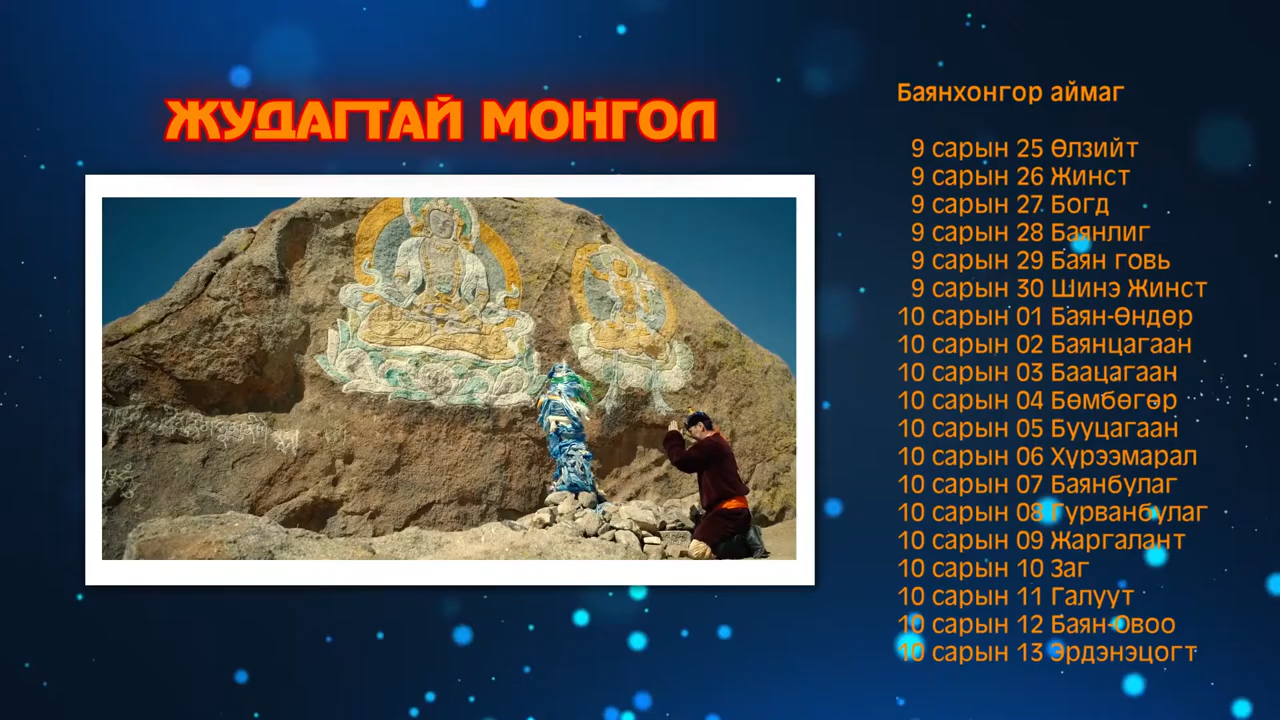 ЖУДАГТАЙ МОНГОЛ
Баянхонгор аймаг
9 сарын 25 Өлзийт
9 сарын 26 Жинст
9 сарын 27 Богд
9 сарын 28 Баянлиг
9 сарын 29 Баян говь
9 сарын 30 Шинэ Жинст
10 сарын 01 Баян-Өндөр
10 сарын 02 Баянцагаан
10 сарын 03 Баацагаан
10 сарын 04 Бөмбөгөр
10 сарын 05 Бууцагаан
10 сарын 06 Хүрээмарал
10 сарын 07 Баянбулаг
10 сарын 08 Гурванбулаг
10 сарын 09 Жаргалант
10 сарын 10 Заг
10 сарын 11 Галуут
10 сарын 12 Баян-Овоо
10 сарын 13 Эрдэнэцогт